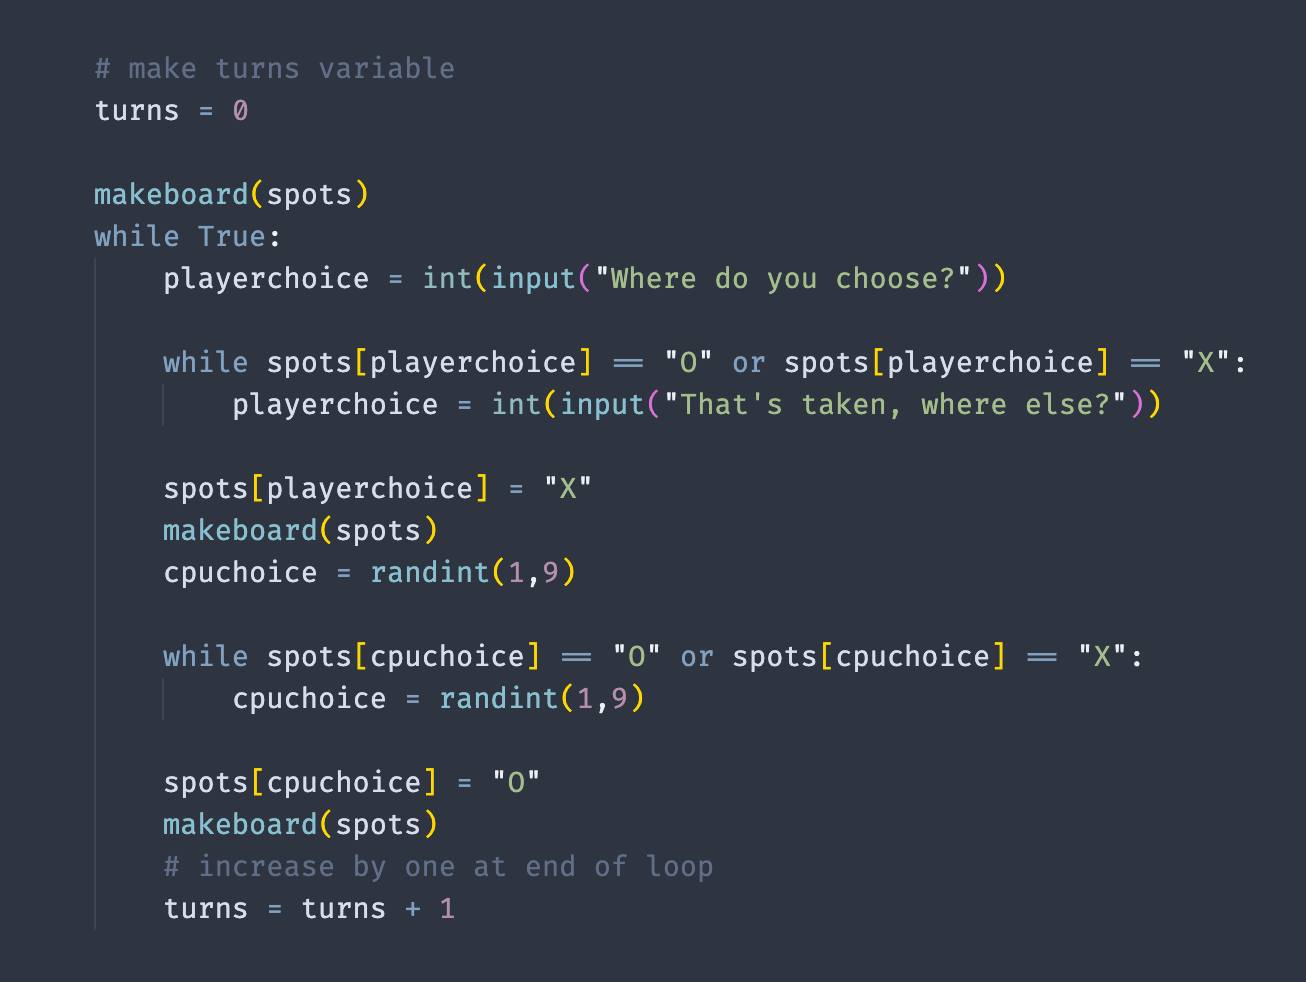 # make turns variable
turns = 0

makeboard(spots)
while True:
    playerchoice = int(input("Where do you choose?"))

    while spots[playerchoice] == "O" or spots[playerchoice] == "X":
        playerchoice = int(input("That's taken, where else?"))

    spots[playerchoice] = "X"
    makeboard(spots)
    cpuchoice = randint(1,9)

    while spots[cpuchoice] == "O" or spots[cpuchoice] == "X":
        cpuchoice = randint(1,9)

    spots[cpuchoice] = "O"
    makeboard(spots)
    # increase by one at end of loop
    turns = turns + 1